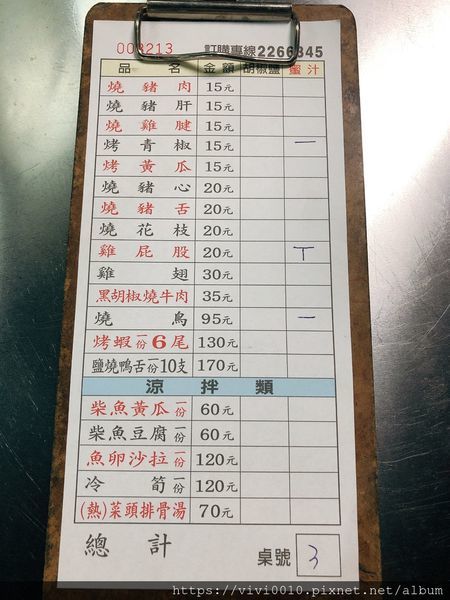 003213 訂購專線2266345
品名 金額 胡椒鹽 蜜汁
燒豬肉 15元
燒豬肝 15元
燒雞腱 15元
烤青椒 15元 一
烤黃瓜 15元
燒豬心 20元
燒豬舌 20元
燒花枝 20元
雞屁股 20元 丅
雞翅 30元
黑胡椒燒牛肉 35元
燒鳥 95元 一
烤蝦一份6尾 130元
鹽燒鴨舌一份10支 170元
涼拌類
柴魚黃瓜一份 60元
柴魚豆腐一份 60元
魚卵沙拉一份 120元
冷筍一份 120元
(熱)菜頭排骨湯 70元
總計 桌號 3
https://vivi0010.pixnet.net/album